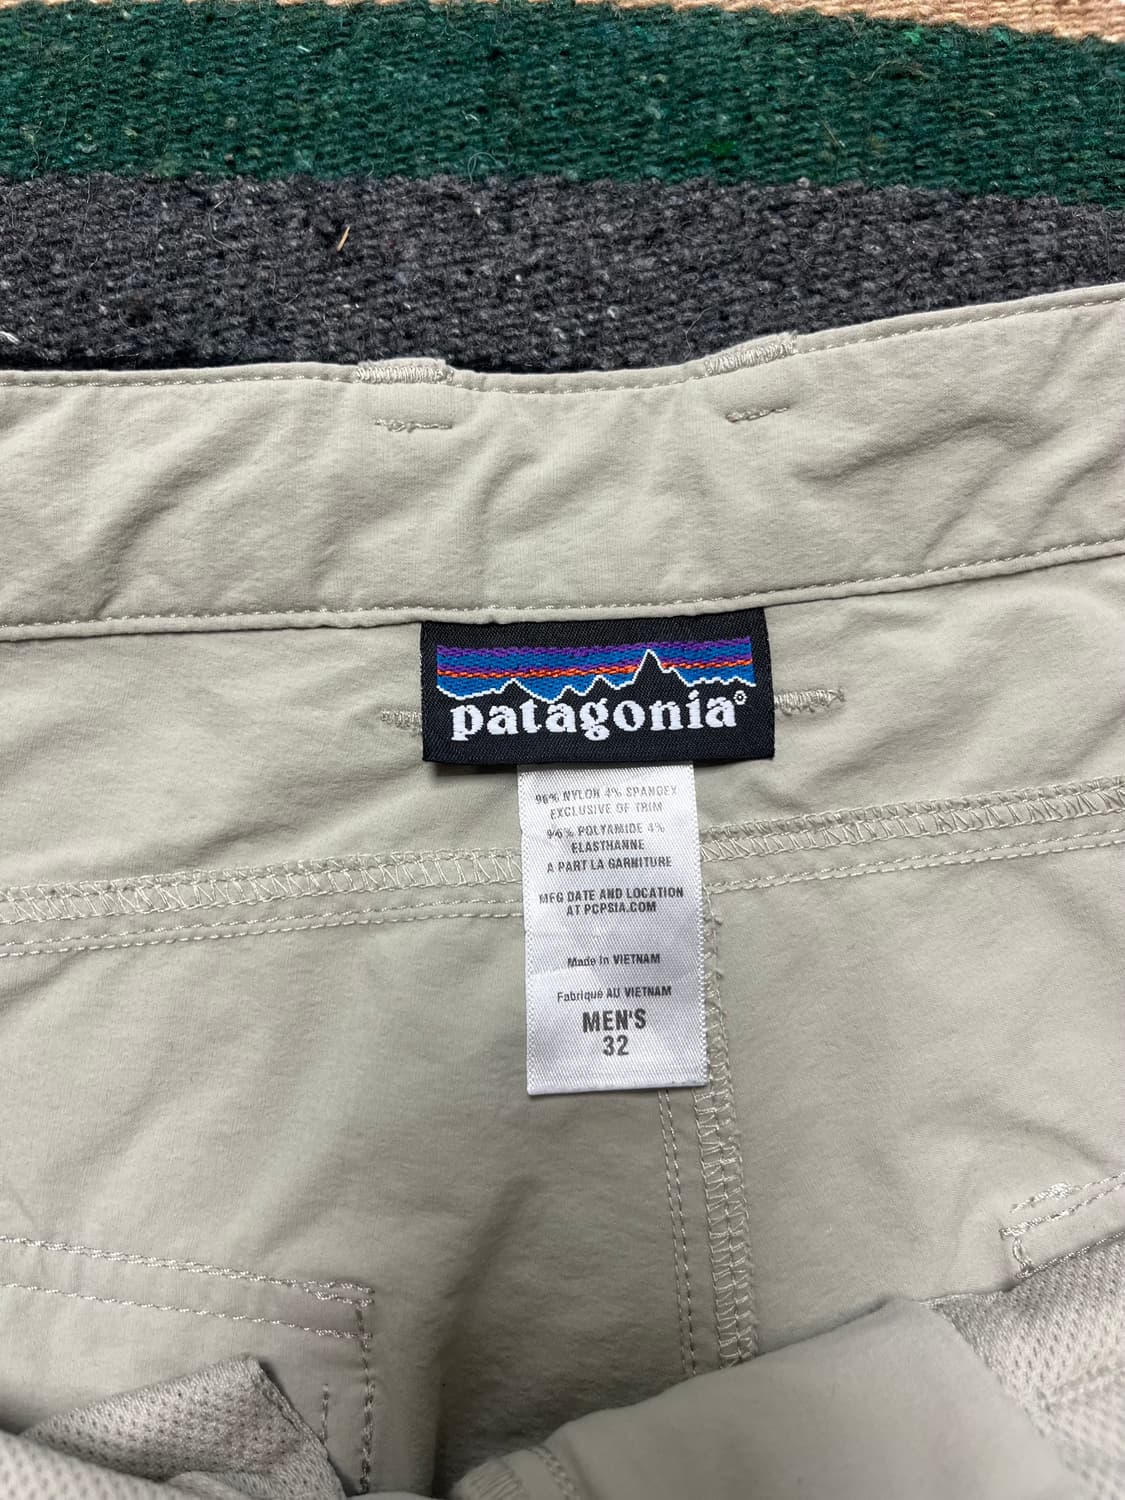 patagonia®
96% NYLON 4% SPANDEX
EXCLUSIVE OF TRIM
96% POLYAMIDE 4%
ELASTHANNE
A PART LA GARNITURE
MFG DATE AND LOCATION
AT PCPSIA.COM
Made in VIETNAM
Fabriqué AU VIETNAM
MEN'S
32